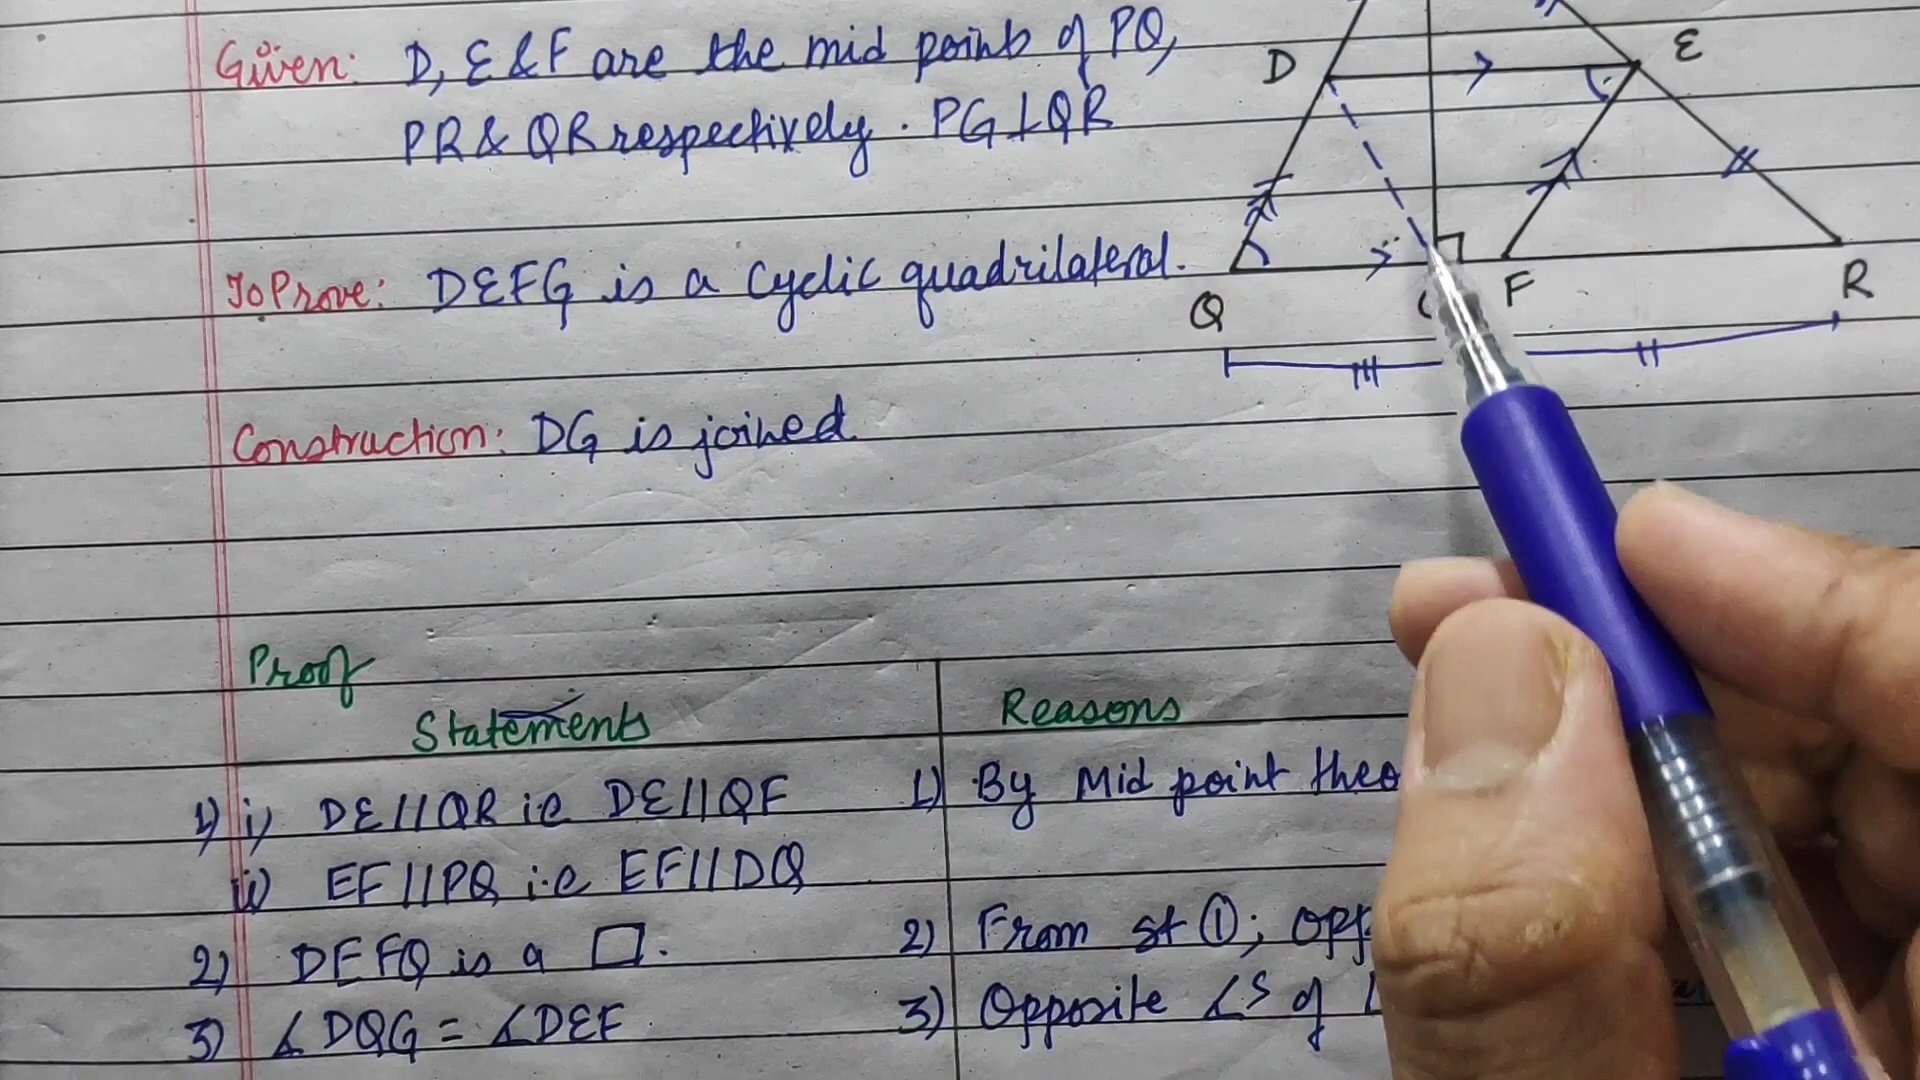 Given: D, E & F are the mid points of PQ,
PR & QR respectively. PG ⊥ QR
To Prove: DEFG is a Cyclic quadrilateral.
Construction: DG is joined
D
E
Q
F
R
Proof
Statements
Reasons
1) i) DE // QR i.e DE // QF
1) By Mid point theo
ii) EF // PQ i.e EF // DQ
2) DEFQ is a ▱.
2) From st ①; opp
3) ∠DQG = ∠DEF
3) Opposite ∠s of